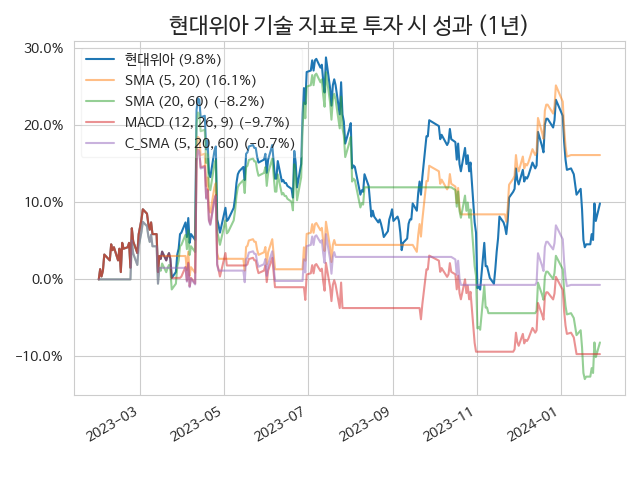 현대위아 기술 지표로 투자 시 성과 (1년)
30.0%
20.0%
10.0%
0.0%
−10.0%
현대위아 (9.8%)
SMA (5, 20) (16.1%)
SMA (20, 60) (−8.2%)
MACD (12, 26, 9) (−9.7%)
C_SMA (5, 20, 60) (−0.7%)
2023-03
2023-05
2023-07
2023-09
2023-11
2024-01